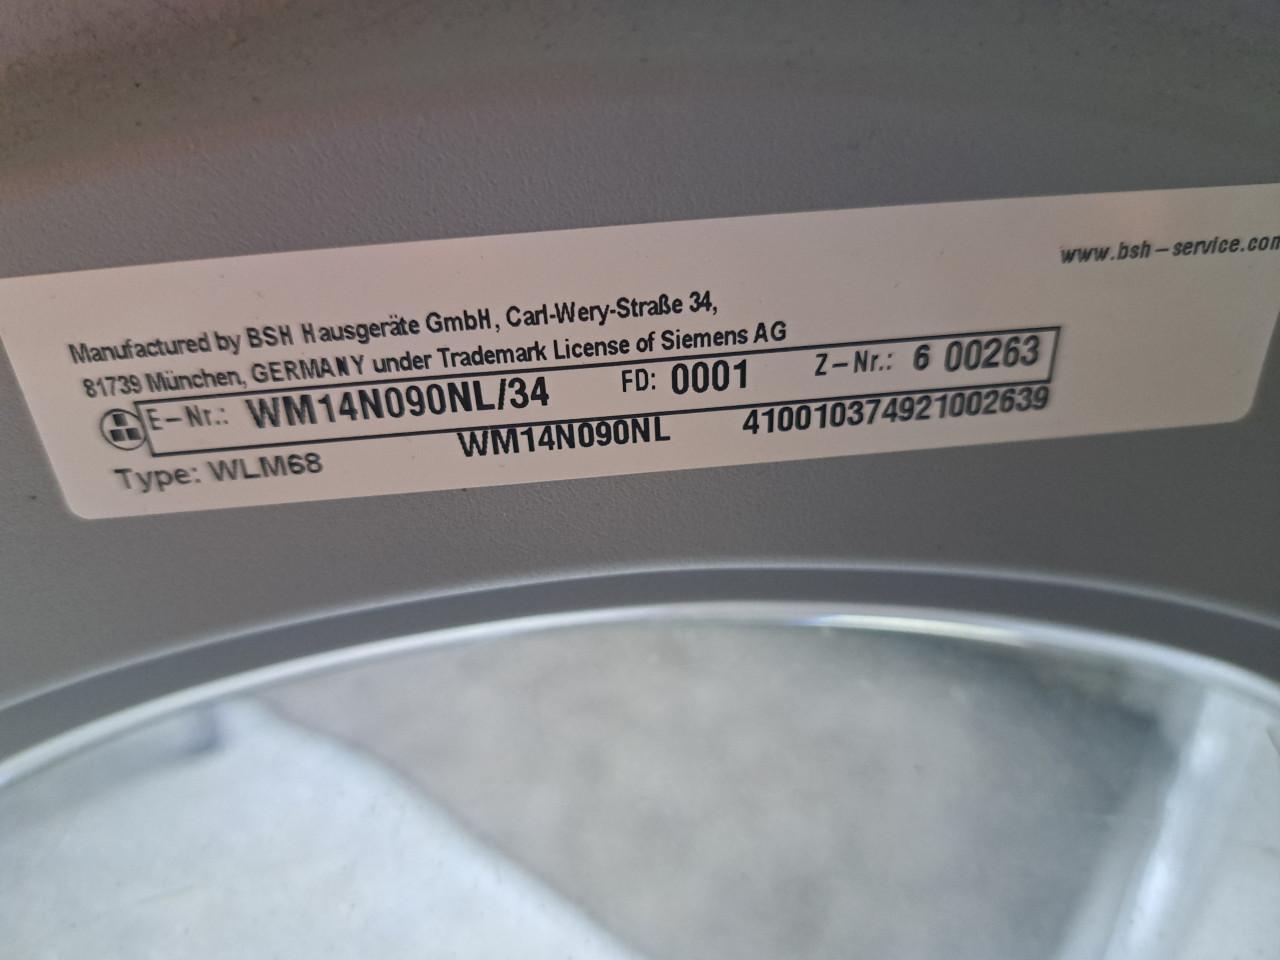 www.bsh-service.com
Manufactured by BSH Hausgeräte GmbH, Carl-Wery-Straße 34,
81739 München, GERMANY under Trademark License of Siemens AG
E-Nr.: WM14N090NL/34 FD: 0001 Z-Nr.: 6 00263
Type: WLM68 WM14N090NL 410010374921002639